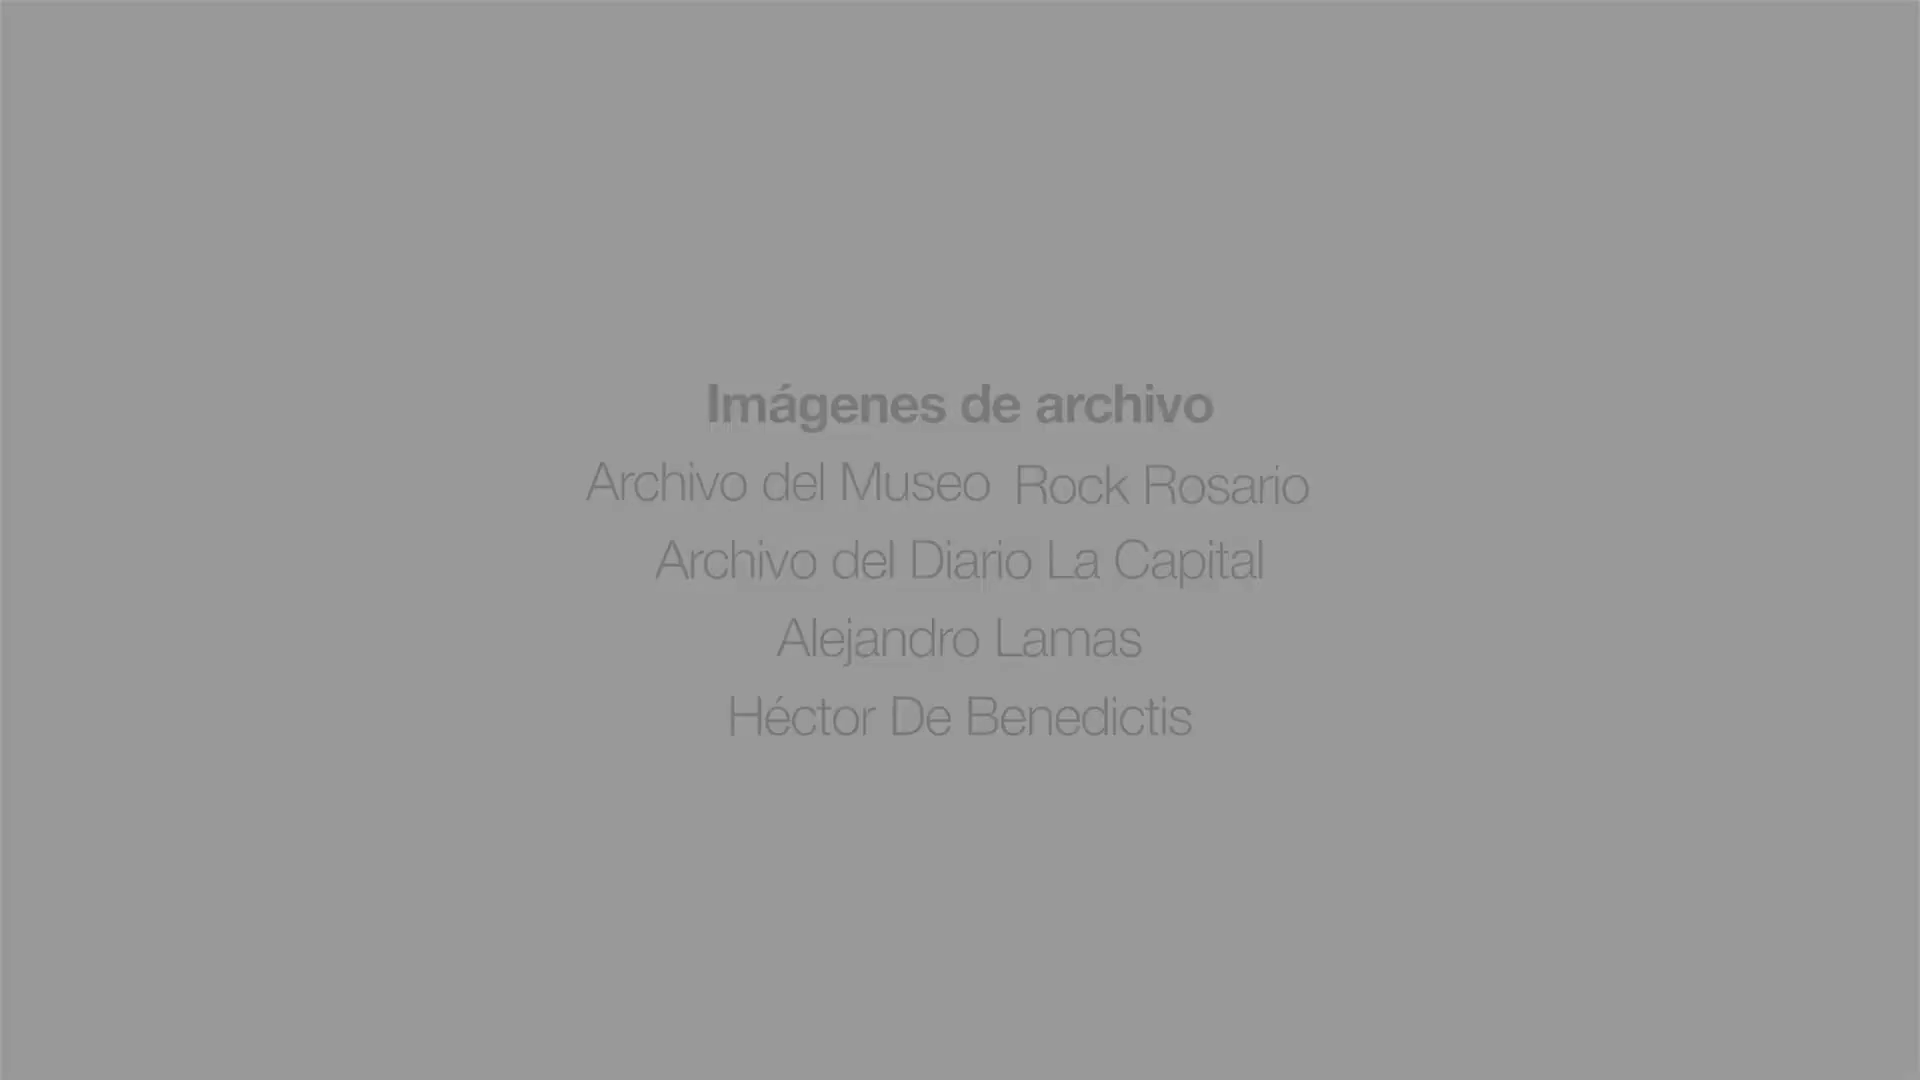 Imágenes de archivo
Archivo del Museo Rock Rosario
Archivo del Diario La Capital
Alejandro Lamas
Héctor De Benedictis